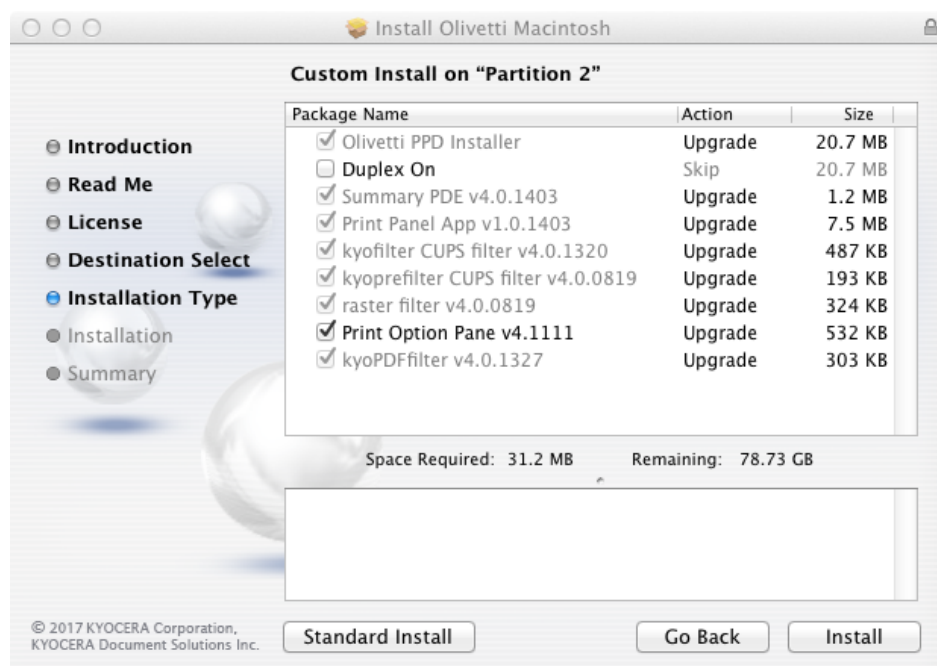 Install Olivetti Macintosh
Custom Install on “Partition 2”
Introduction
Read Me
License
Destination Select
Installation Type
Installation
Summary
Package Name Action Size
Olivetti PPD Installer Upgrade 20.7 MB
Duplex On Skip 20.7 MB
Summary PDE v4.0.1403 Upgrade 1.2 MB
Print Panel App v1.0.1403 Upgrade 7.5 MB
kyofilter CUPS filter v4.0.1320 Upgrade 487 KB
kyoprefilter CUPS filter v4.0.0819 Upgrade 193 KB
raster filter v4.0.0819 Upgrade 324 KB
Print Option Pane v4.1111 Upgrade 532 KB
kyoPDFfilter v4.0.1327 Upgrade 303 KB
Space Required: 31.2 MB Remaining: 78.73 GB
© 2017 KYOCERA Corporation,
KYOCERA Document Solutions Inc.
Standard Install Go Back Install